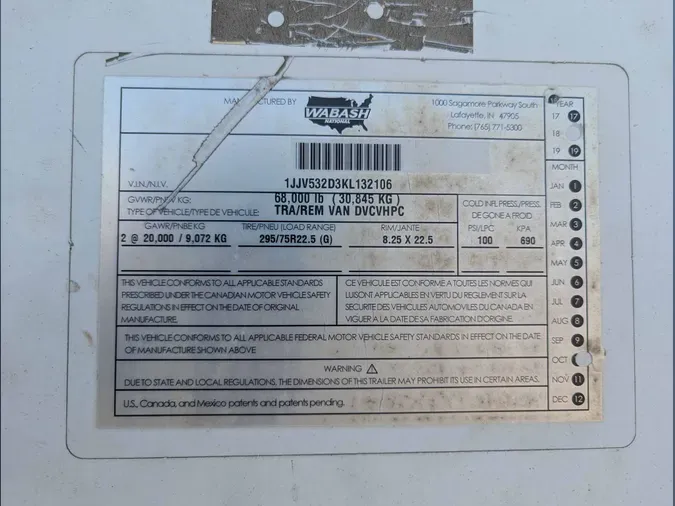 MANUFACTURED BY
WABASH
NATIONAL
1000 Sagamore Parkway South
Lafayette, IN 47905
Phone: (765) 771-5300
YEAR
17 17
18
19 19
V.I.N./N.I.V. 1JJV532D3KL132106
GVWR/PNBV KG: 68,000 lb ( 30,845 KG )
TYPE OF VEHICLE/TYPE DE VEHICULE: TRA/REM VAN DVCVHPC
COLD INFL.PRESS./PRESS.
DE GONE A FROID
GAWR/PNBE KG TIRE/PNEU (LOAD RANGE) RIM/JANTE PSI/LPC KPA
2 @ 20,000 / 9,072 KG 295/75R22.5 (G) 8.25 X 22.5 100 690
THIS VEHICLE CONFORMS TO ALL APPLICABLE STANDARDS
PRESCRIBED UNDER THE CANADIAN MOTOR VEHICLE SAFETY
REGULATIONS IN EFFECT ON THE DATE OF ORIGINAL
MANUFACTURE.
CE VEHICULE EST CONFORME A TOUTES LES NORMES QUI
LUI SONT APPLICABLES EN VERTU DU REGLEMENT SUR LA
SECURITE DES VEHICULES AUTOMOBILES DU CANADA EN
VIGUER A LA DATE DE SA FABRICATION D'ORIGINE.
THIS VEHICLE CONFORMS TO ALL APPLICABLE FEDERAL MOTOR VEHICLE SAFETY STANDARDS IN EFFECT ON THE DATE
OF MANUFACTURE SHOWN ABOVE
WARNING
DUE TO STATE AND LOCAL REGULATIONS, THE DIMENSIONS OF THIS TRAILER MAY PROHIBIT ITS USE IN CERTAIN AREAS.
U.S., Canada, and Mexico patents and patents pending.
MONTH
JAN 1
FEB 2
MAR 3
APR 4
MAY 5
JUN 6
JUL 7
AUG 8
SEP 9
OCT
NOV 11
DEC 12